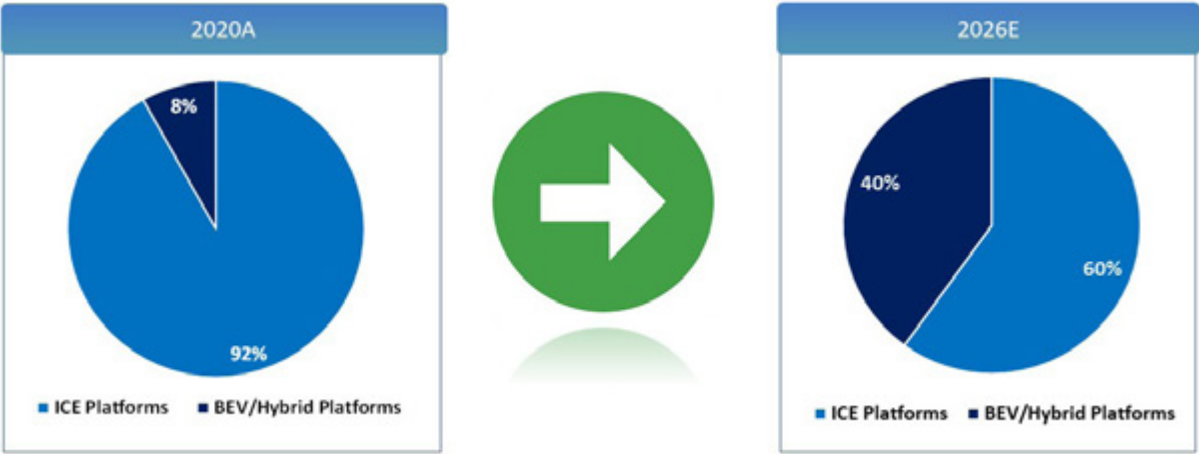 2020A
8%
92%
ICE Platforms BEV/Hybrid Platforms
2026E
40%
60%
ICE Platforms BEV/Hybrid Platforms